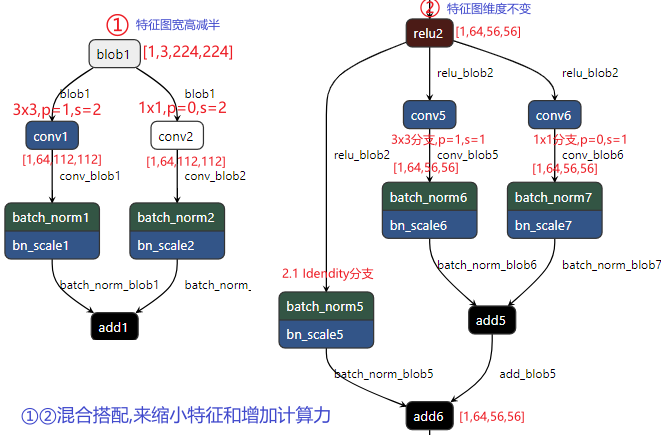 ① 特征图宽高减半
blob1
[1,3,224,224]
blob1
blob1
3x3,p=1,s=2
1x1,p=0,s=2
conv1
conv2
[1,64,112,112]
[1,64,112,112]
conv_blob1
conv_blob2
batch_norm1
bn_scale1
batch_norm2
bn_scale2
batch_norm_blob1
batch_norm_
add1
② 特征图维度不变
relu2
[1,64,56,56]
relu_blob2
relu_blob2
conv5
conv6
3x3分支,p=1,s=1
1x1分支,p=0,s=1
relu_blob2
conv_blob5
conv_blob6
[1,64,56,56]
[1,64,56,56]
batch_norm6
bn_scale6
batch_norm7
bn_scale7
batch_norm_blob6
batch_norm_blob7
2.1 Idendity分支
batch_norm5
bn_scale5
add5
batch_norm_blob5
add_blob5
add6
[1,64,56,56]
①②混合搭配,来缩小特征和增加计算力